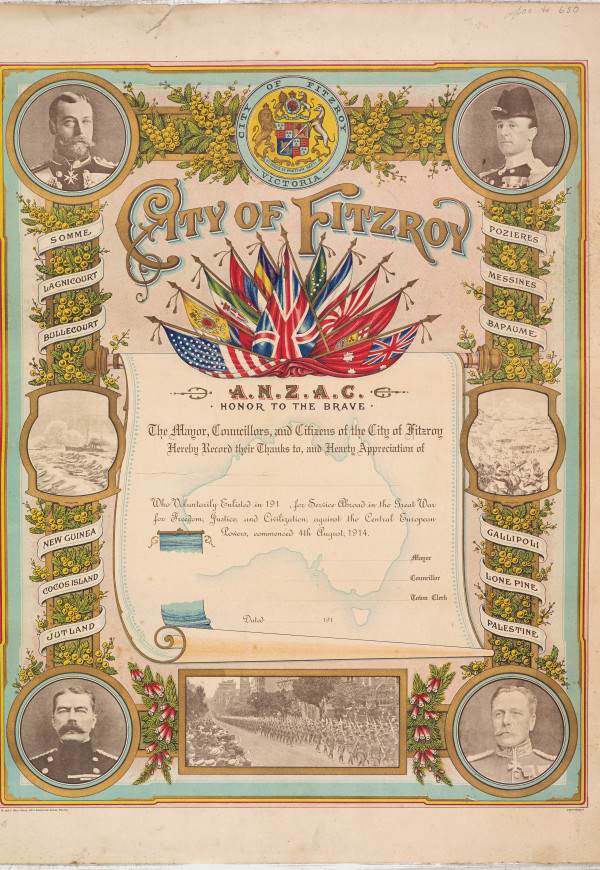 650
CITY OF FITZROY
VICTORIA
CITY OF FITZROY
SOMME
LAGNICOURT
BULLECOURT
POZIERES
MESSINES
BAPAUME
A.N.Z.A.C.
HONOR TO THE BRAVE
The Mayor, Councillors, and Citizens of the City of Fitzroy
Hereby Record their Thanks to, and Hearty Appreciation of
Who Voluntarily Enlisted in 191 , for Service Abroad in the Great War
for Freedom, Justice, and Civilization, against the Central European
Powers, commenced 4th August, 1914.
Mayor
Councillor
Town Clerk
Dated 191
NEW GUINEA
COCOS ISLAND
JUTLAND
GALLIPOLI
LONE PINE
PALESTINE